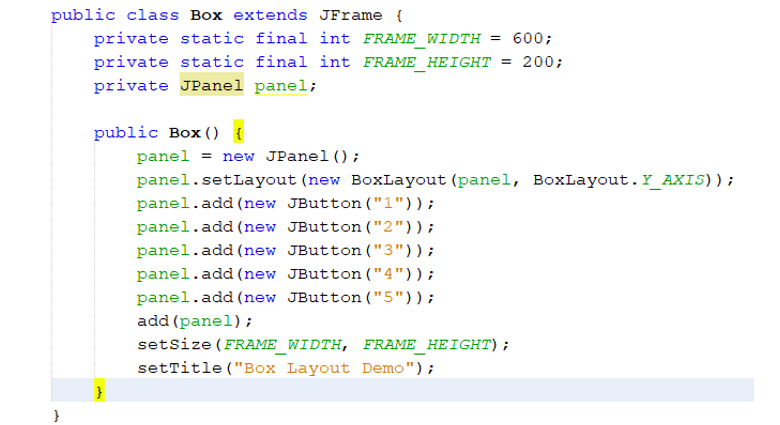 public class Box extends JFrame {
    private static final int FRAME_WIDTH = 600;
    private static final int FRAME_HEIGHT = 200;
    private JPanel panel;

    public Box() {
        panel = new JPanel();
        panel.setLayout(new BoxLayout(panel, BoxLayout.Y_AXIS));
        panel.add(new JButton("1"));
        panel.add(new JButton("2"));
        panel.add(new JButton("3"));
        panel.add(new JButton("4"));
        panel.add(new JButton("5"));
        add(panel);
        setSize(FRAME_WIDTH, FRAME_HEIGHT);
        setTitle("Box Layout Demo");
    }
}